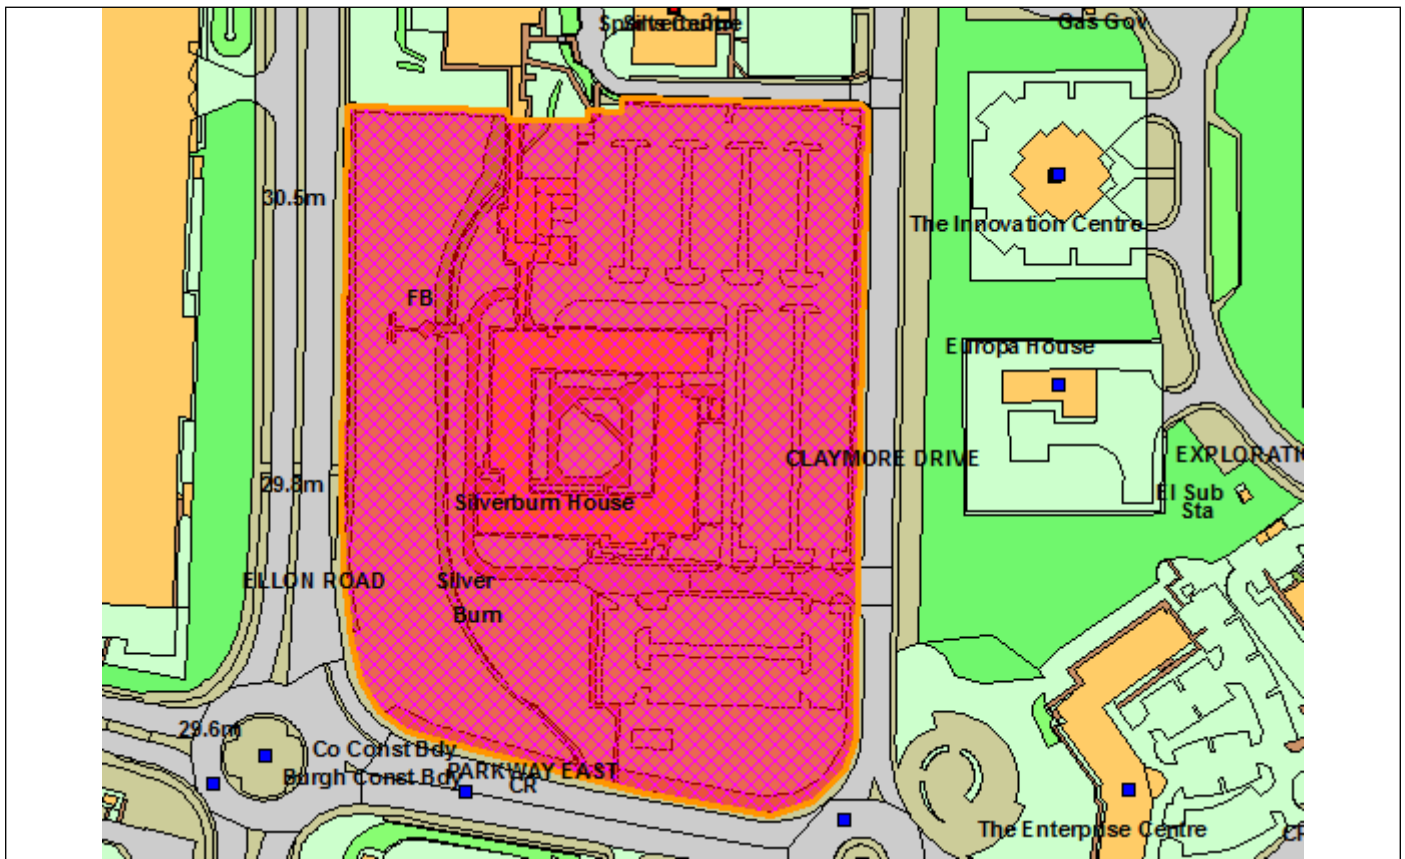 Gas Gov
30.5m
The Innovation Centre
FB
Europa House
CLAYMORE DRIVE
EXPLORATI
29.8m
El Sub
Sta
Silverburn House
ELLON ROAD
Silver
Burn
29.6m
Co Const Bdy
Burgh Const Bdy
PARKWAY EAST
CR
The Enterprise Centre